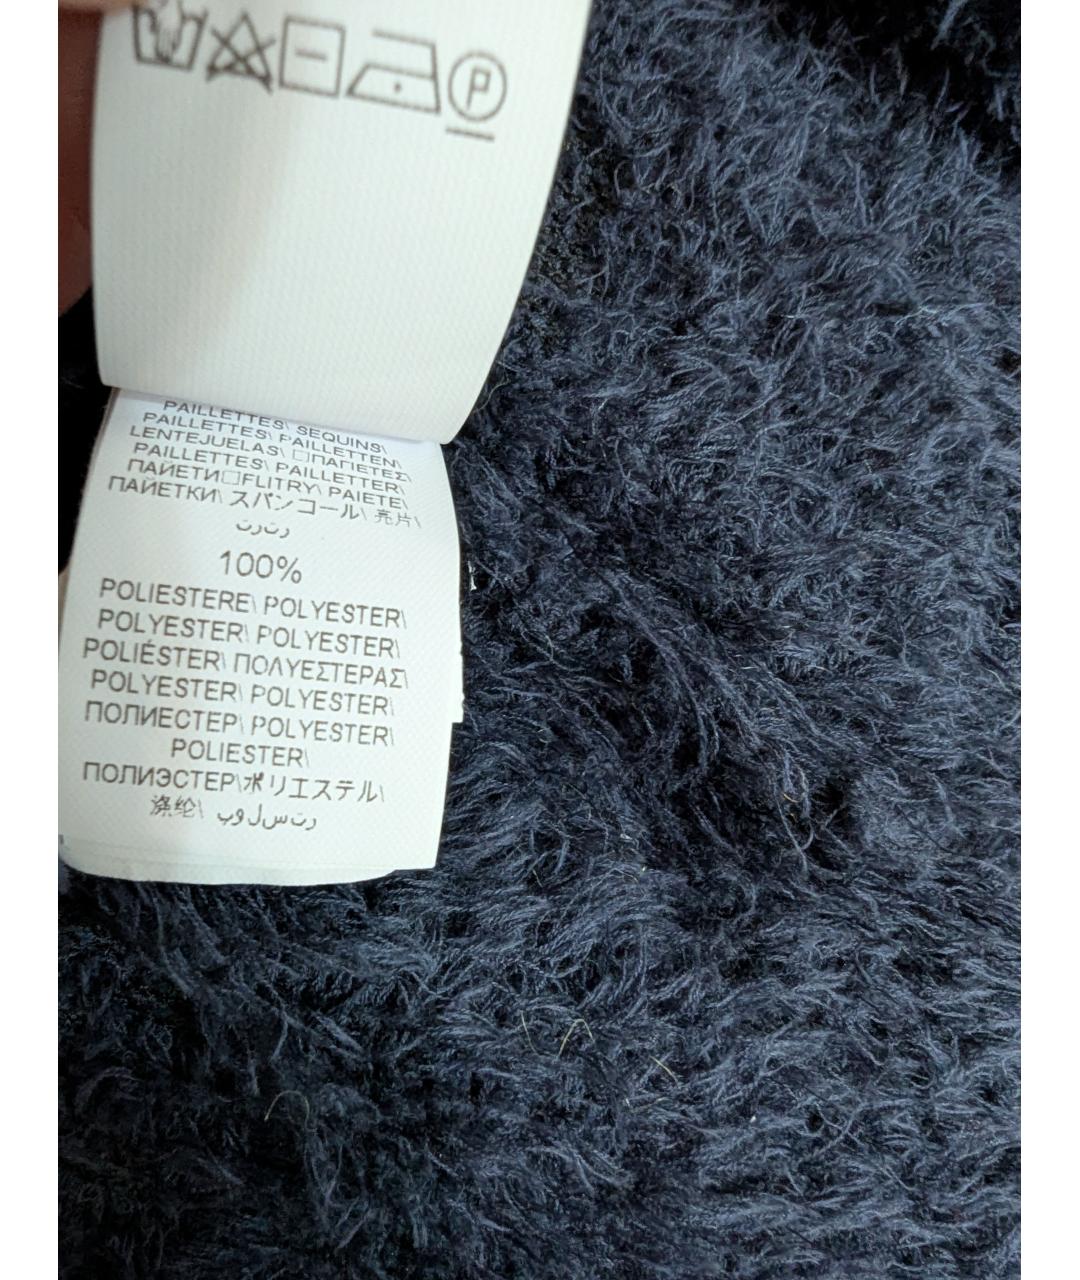 P
PAILLETTES\ SEQUINS\
PAILLETTES\ PAILLETTEN\
LENTEJUELAS\ □ΠΑΓΙΕΤΕΣ\
PAILLETTES\ PAILLETTER\
ПАЙЕТИ□FLITRY\ PAIETE\
ПАЙЕТКИ\ スパンコール\ 亮片\
ترتر
100%
POLIESTERE\ POLYESTER\
POLYESTER\ POLYESTER\
POLIÉSTER\ ΠΟΛΥΕΣΤΕΡΑΣ\
POLYESTER\ POLYESTER\
ПОЛИЕСТЕР\ POLYESTER\
POLIESTER\
ПОЛИЭСТЕР\ポリエステル\
涤纶\ بولستر